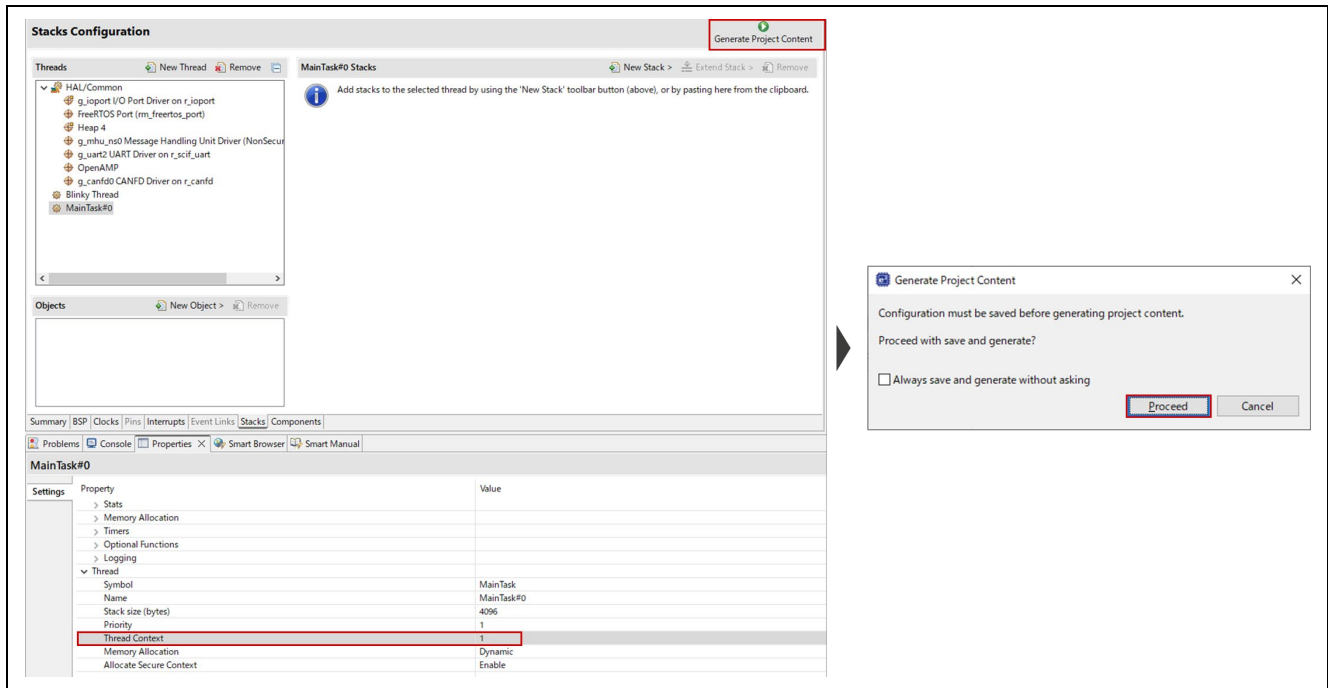 Stacks Configuration
Generate Project Content
Threads
New Thread
Remove
HAL/Common
g_ioport I/O Port Driver on r_ioport
FreeRTOS Port (rm_freertos_port)
Heap 4
g_mhu_ns0 Message Handling Unit Driver (NonSecur
g_uart2 UART Driver on r_scif_uart
OpenAMP
g_canfd0 CANFD Driver on r_canfd
Blinky Thread
MainTask#0
MainTask#0 Stacks
New Stack >
Extend Stack >
Remove
Add stacks to the selected thread by using the 'New Stack' toolbar button (above), or by pasting here from the clipboard.
Objects
New Object >
Remove
Summary BSP Clocks Pins Interrupts Event Links Stacks Components
Problems Console Properties Smart Browser Smart Manual
MainTask#0
Settings
Property Value
Stats
Memory Allocation
Timers
Optional Functions
Logging
Thread
Symbol MainTask
Name MainTask#0
Stack size (bytes) 4096
Priority 1
Thread Context 1
Memory Allocation Dynamic
Allocate Secure Context Enable
Generate Project Content
Configuration must be saved before generating project content.
Proceed with save and generate?
Always save and generate without asking
Proceed Cancel